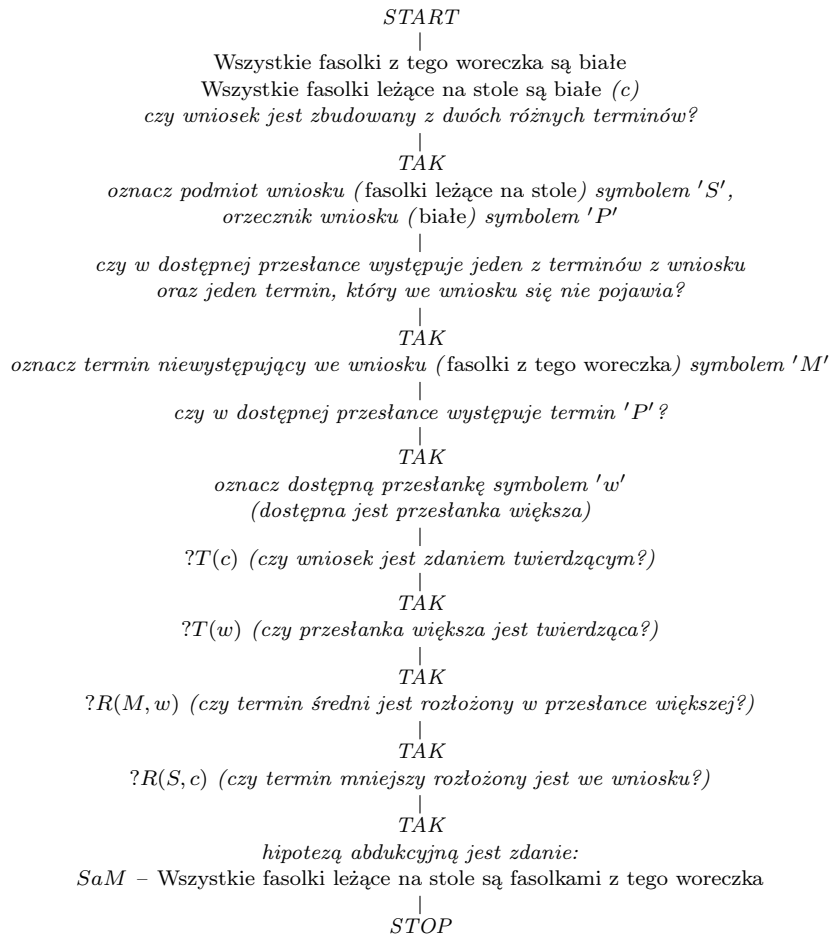 START
Wszystkie fasolki z tego woreczka są białe
Wszystkie fasolki leżące na stole są białe (c)
czy wniosek jest zbudowany z dwóch różnych terminów?
TAK
oznacz podmiot wniosku (fasolki leżące na stole) symbolem ′S′,
orzecznik wniosku (białe) symbolem ′P′
czy w dostępnej przesłance występuje jeden z terminów z wniosku
oraz jeden termin, który we wniosku się nie pojawia?
TAK
oznacz termin niewystępujący we wniosku (fasolki z tego woreczka) symbolem ′M′
czy w dostępnej przesłance występuje termin ′P′?
TAK
oznacz dostępną przesłankę symbolem ′w′
(dostępna jest przesłanka większa)
?T(c) (czy wniosek jest zdaniem twierdzącym?)
TAK
?T(w) (czy przesłanka większa jest twierdząca?)
TAK
?R(M, w) (czy termin średni jest rozłożony w przesłance większej?)
TAK
?R(S, c) (czy termin mniejszy rozłożony jest we wniosku?)
TAK
hipotezą abdukcyjną jest zdanie:
SaM – Wszystkie fasolki leżące na stole są fasolkami z tego woreczka
STOP